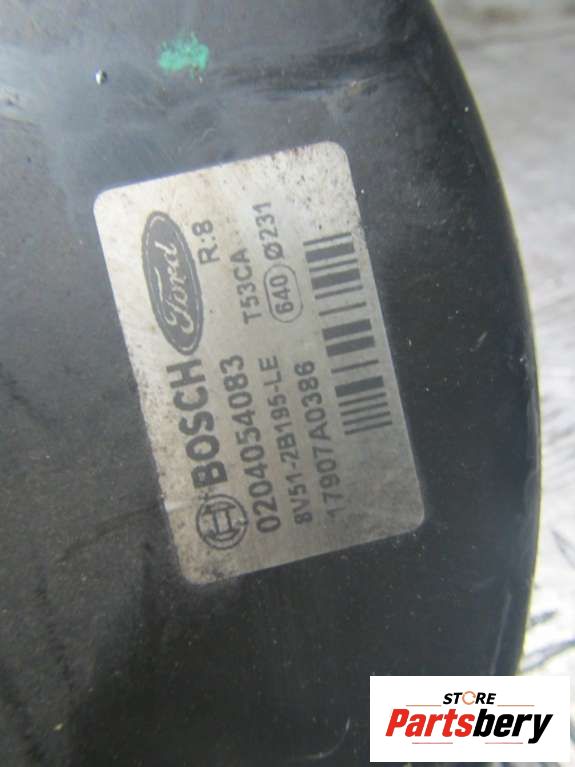 BOSCH Ford R:8
0204054083 T53CA
8V51-2B195-LE 640 Ø231
17907A0386
STORE
Partsbery